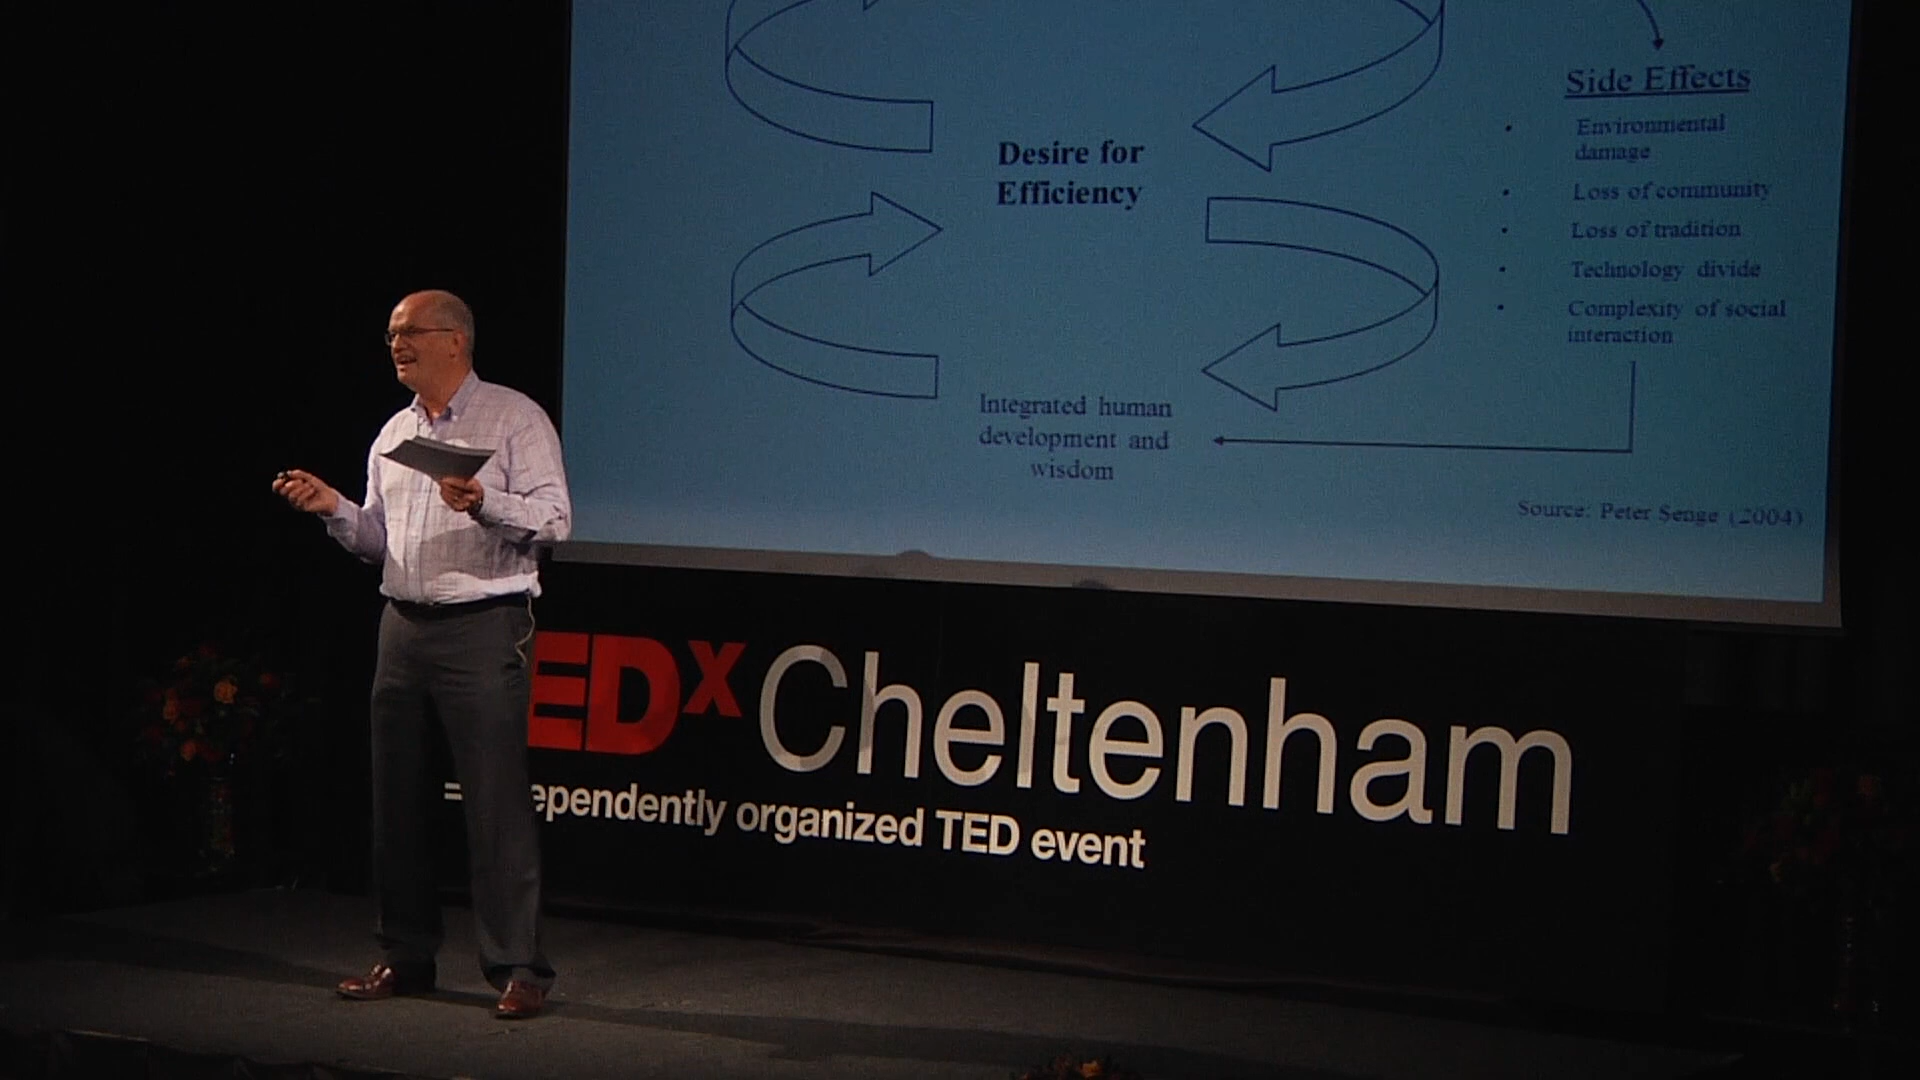 Side Effects
• Environmental
damage
• Loss of community
• Loss of tradition
• Technology divide
• Complexity of social
interaction
Desire for
Efficiency
Integrated human
development and
wisdom
Source: Peter Senge (2004)
EDx Cheltenham
= ependently organized TED event